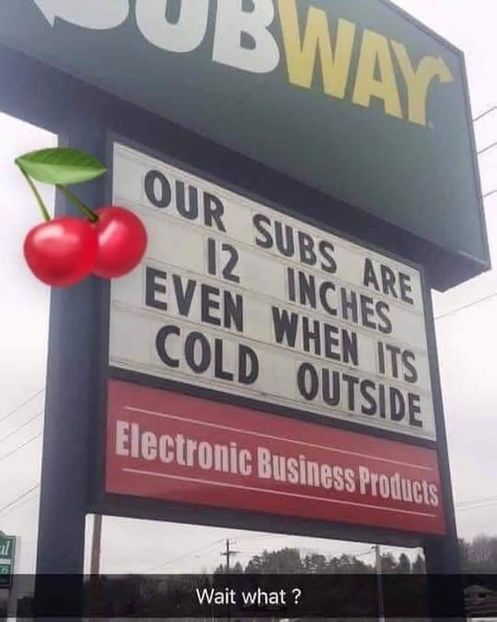 SUBWAY
OUR SUBS ARE
12 INCHES
EVEN WHEN ITS
COLD OUTSIDE
Electronic Business Products
Wait what ?